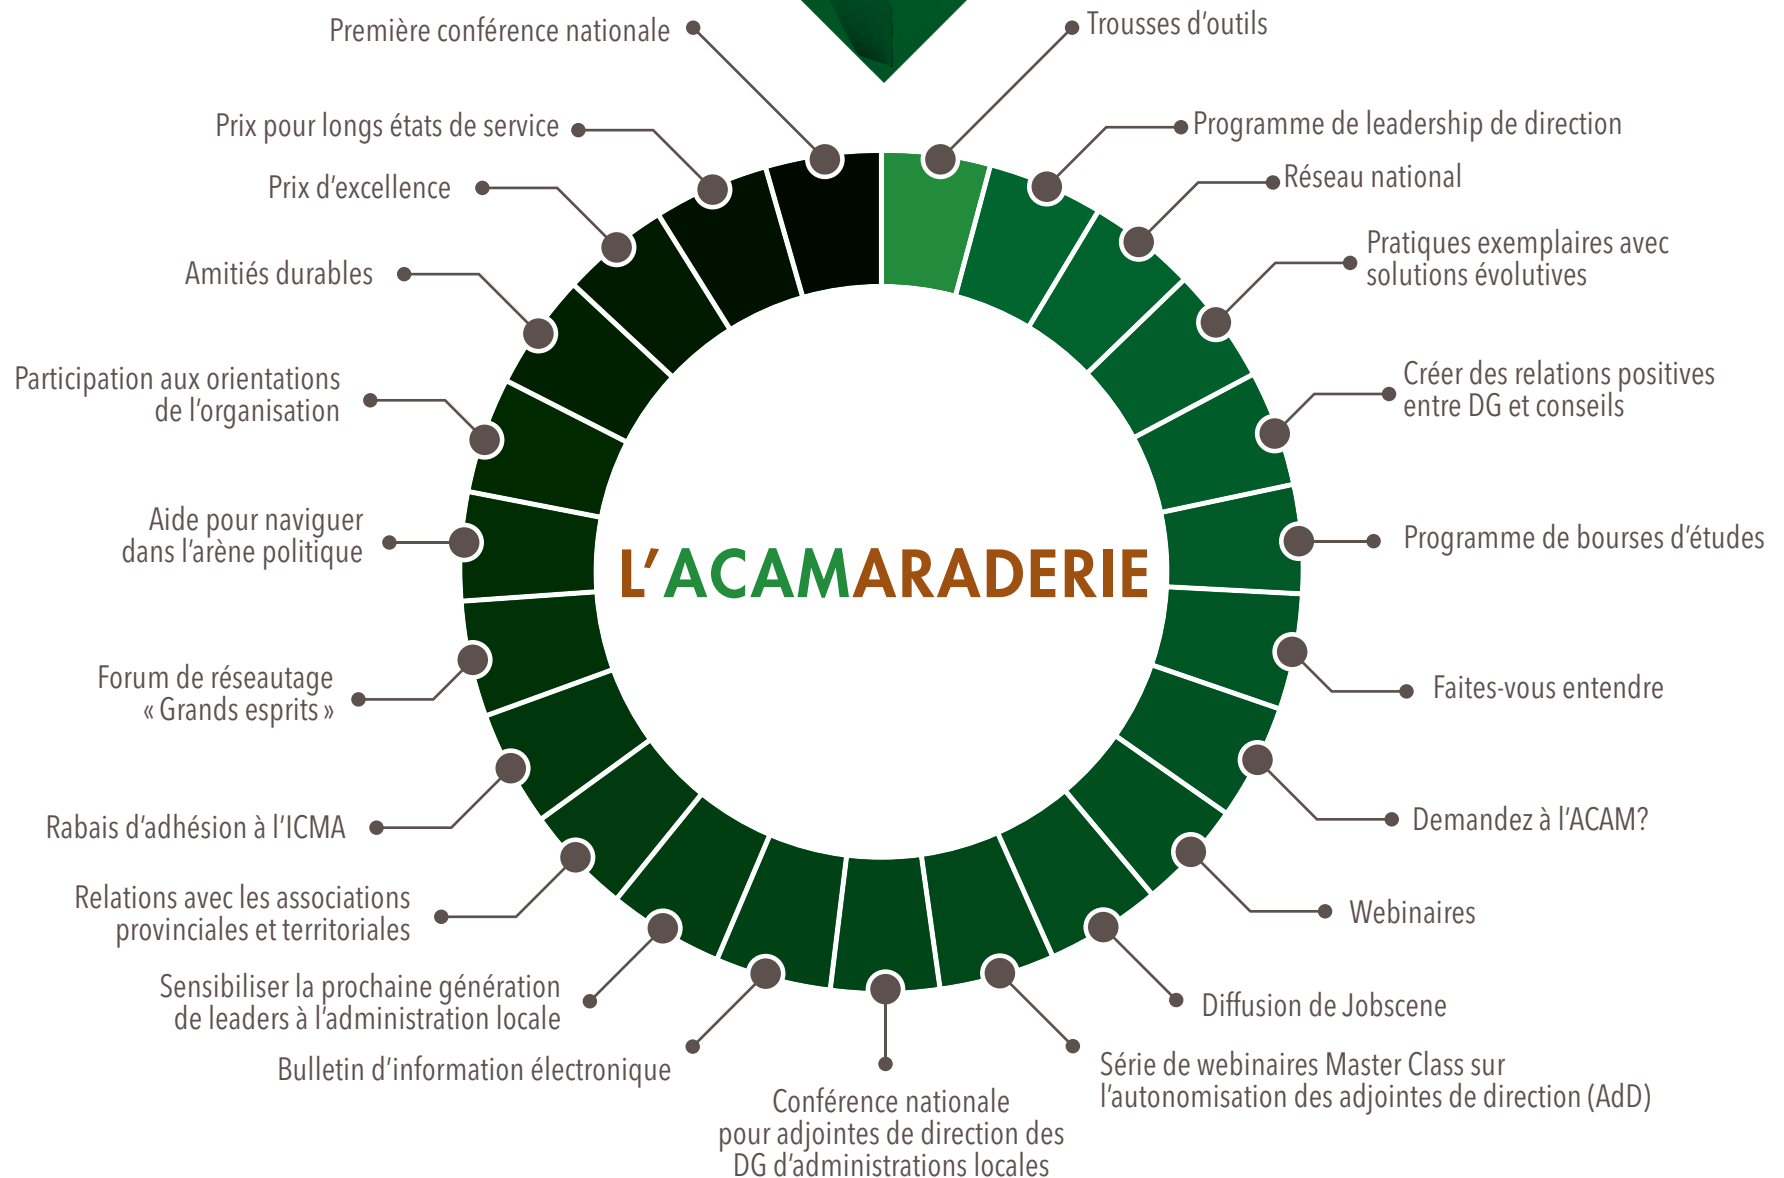 Première conférence nationale
Trousses d'outils
Prix pour longs états de service
Programme de leadership de direction
Prix d'excellence
Réseau national
Amitiés durables
Pratiques exemplaires avec
solutions évolutives
Participation aux orientations
de l'organisation
Créer des relations positives
entre DG et conseils
Aide pour naviguer
dans l'arène politique
Programme de bourses d'études
L'ACAMARADERIE
Forum de réseautage
« Grands esprits »
Faites-vous entendre
Rabais d'adhésion à l'ICMA
Demandez à l'ACAM?
Relations avec les associations
provinciales et territoriales
Webinaires
Sensibiliser la prochaine génération
de leaders à l'administration locale
Diffusion de Jobscene
Bulletin d'information électronique
Série de webinaires Master Class sur
l'autonomisation des adjointes de direction (AdD)
Conférence nationale
pour adjointes de direction des
DG d'administrations locales